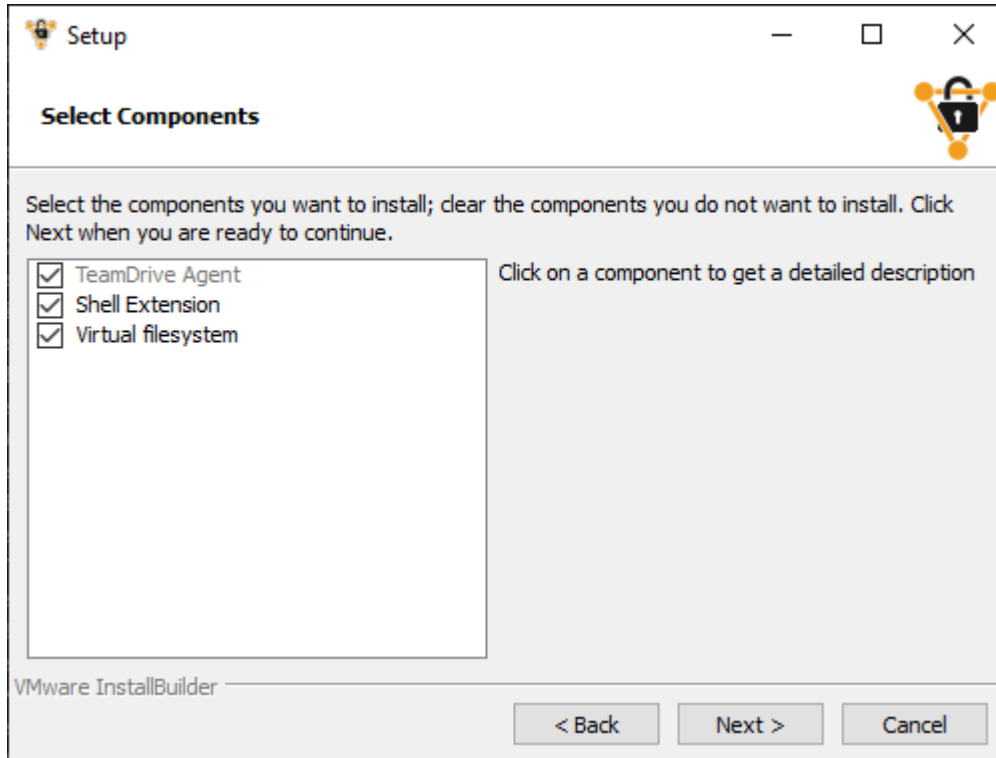 Setup
Select Components
Select the components you want to install; clear the components you do not want to install. Click
Next when you are ready to continue.
TeamDrive Agent
Shell Extension
Virtual filesystem
Click on a component to get a detailed description
VMware InstallBuilder
< Back
Next >
Cancel